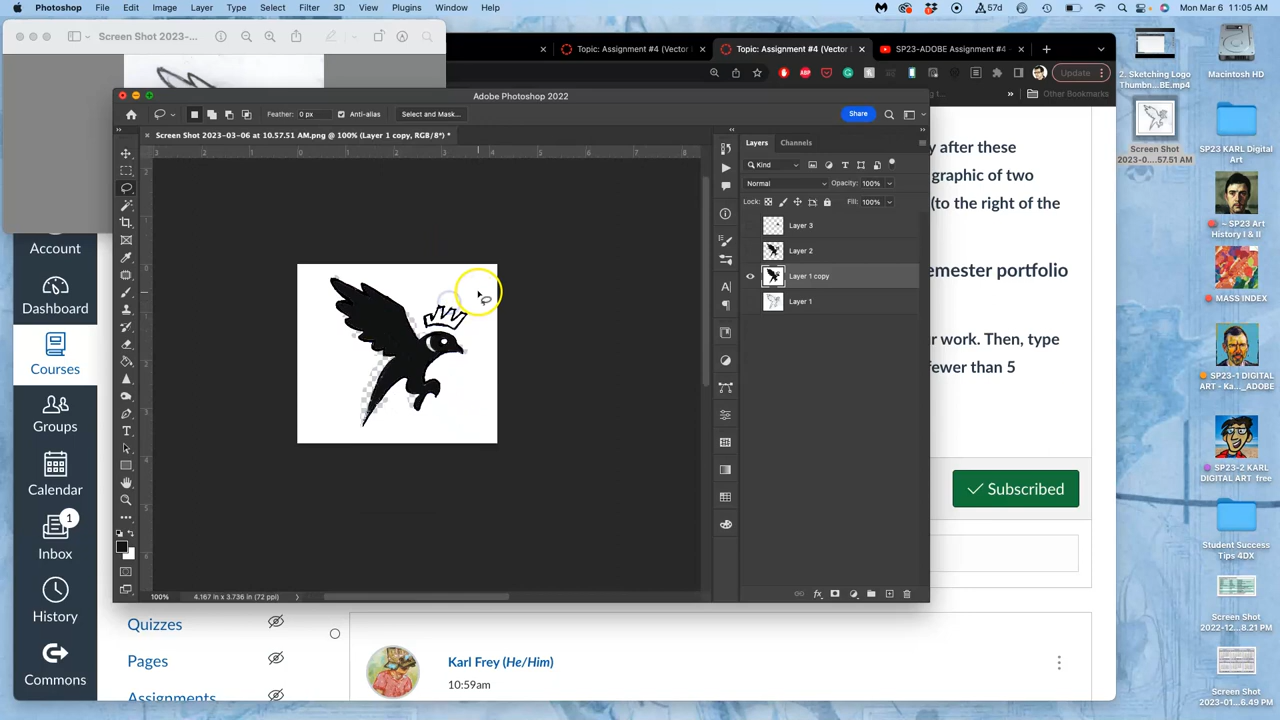 Photoshop File Edit Image Layer Type Select Filter 3D View Plugins Window Help
57d
Mon Mar 6 11:05 AM
Screen Shot 2023-...
Topic: Assignment #4 (Vector I
Topic: Assignment #4 (Vector I
SP23-ADOBE Assignment #4 -
Update
Other Bookmarks
Adobe Photoshop 2022
Feather: 0 px
Anti-alias
Select and Mask...
Share
Screen Shot 2023-03-06 at 10.57.51 AM.png @ 100% (Layer 1 copy, RGB/8*) *
Layers
Channels
Kind
Normal
Opacity: 100%
Lock:
Fill: 100%
Layer 3
Layer 2
Layer 1 copy
Layer 1
100%
4.167 in x 3.736 in (72 ppi)
y after these
graphic of two
(to the right of the
emester portfolio
r work. Then, type
fewer than 5
Subscribed
Account
Dashboard
Courses
Groups
Calendar
1
Inbox
History
Commons
Quizzes
Pages
Assignments
Karl Frey (He/Him)
10:59am
2. Sketching Logo
Thumbn...BE.mp4
Screen Shot
2023-0....57.51 AM
Macintosh HD
SP23 KARL Digital
Art
~ SP23 Art
History I & II
MASS INDEX
SP23-1 DIGITAL
ART - Ka..._ADOBE
SP23-2 KARL
DIGITAL ART_free
Student Success
Tips 4DX
Screen Shot
2022-12...8.21 PM
Screen Shot
2023-01...6.49 PM